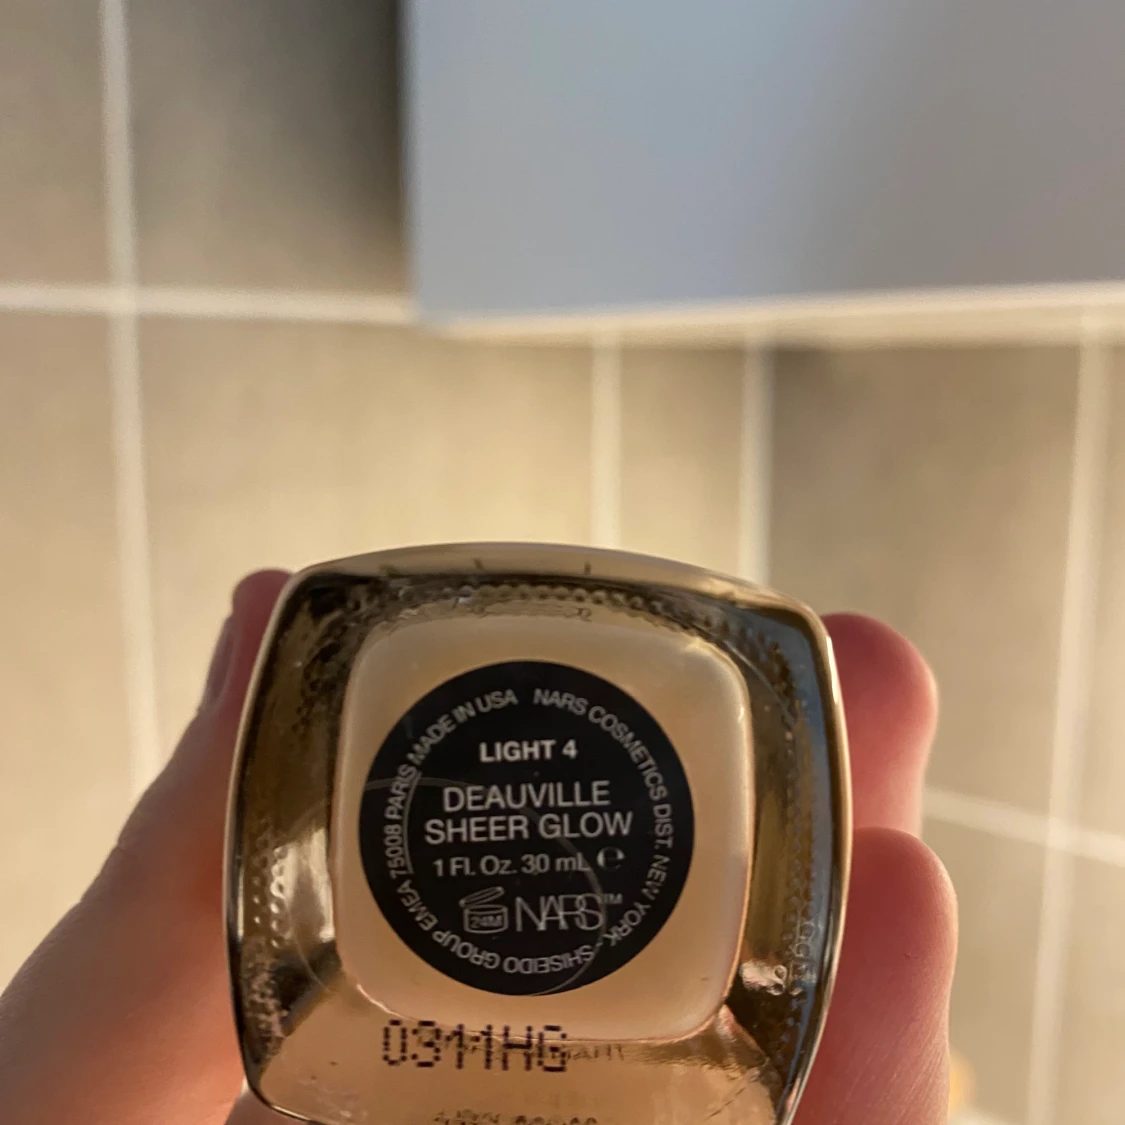 LIGHT 4
DEAUVILLE
SHEER GLOW
1 FL. OZ. 30 mL ℮
24M NARS™
NARS COSMETICS DIST. NEW YORK - SHISEIDO GROUP EMEA 75008 PARIS MADE IN USA
0311HG